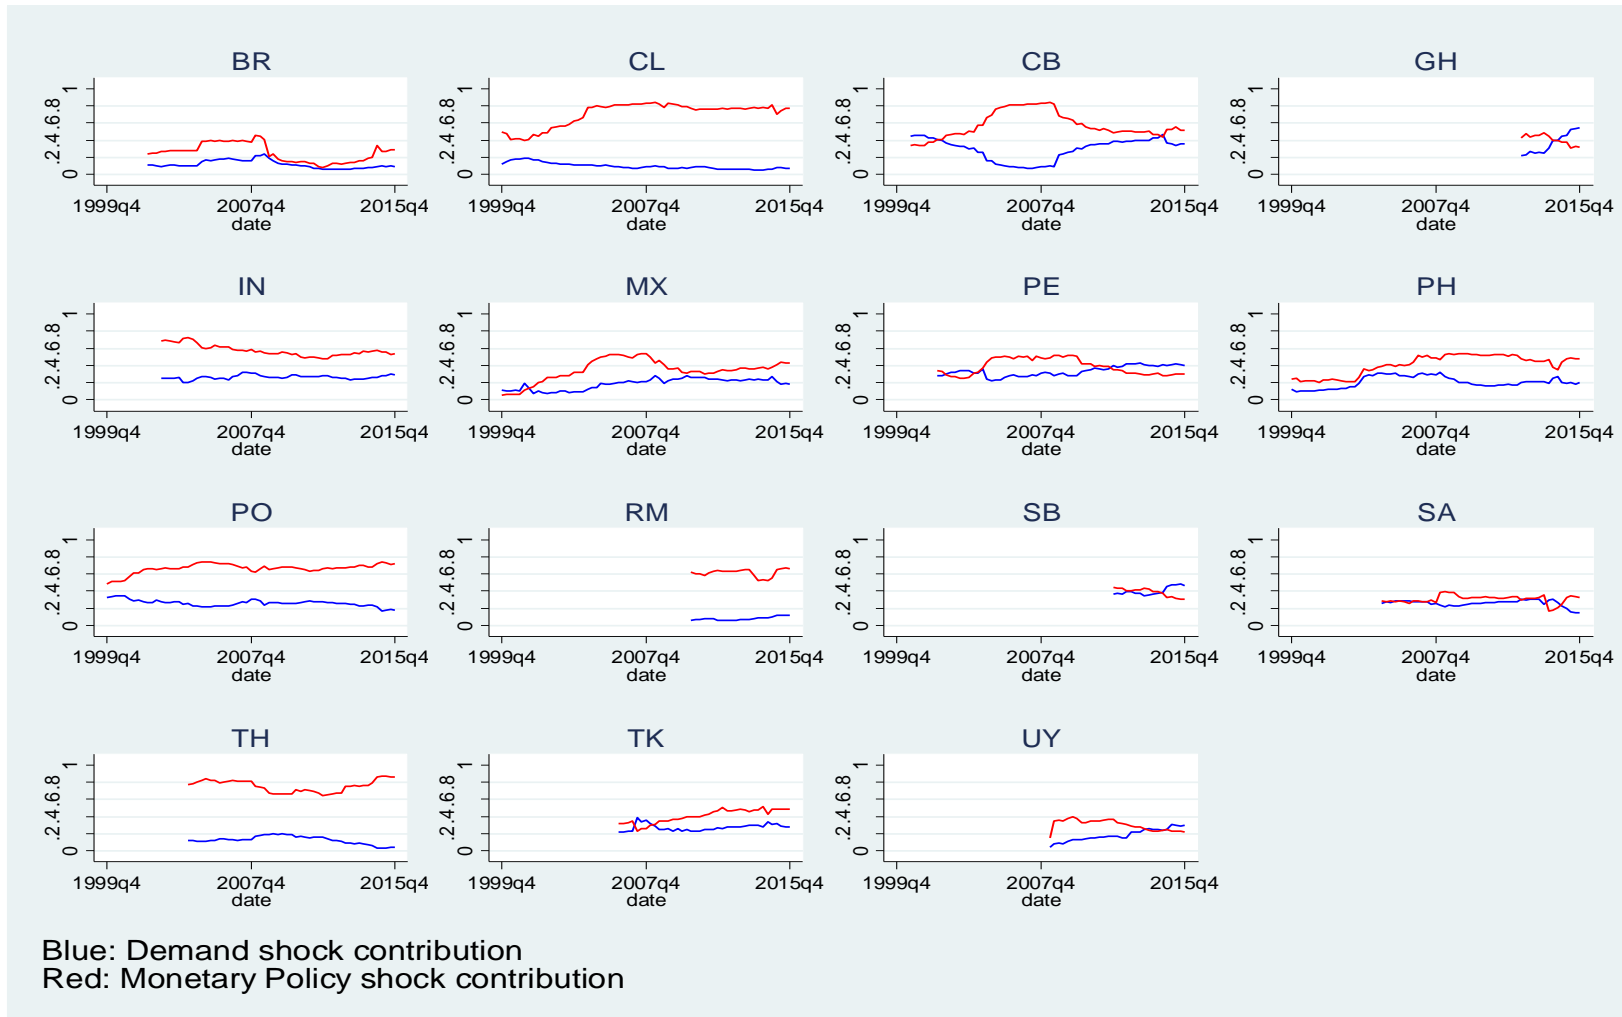 BR CL CB GH
0 .2 .4 .6 .8 1 0 .2 .4 .6 .8 1 0 .2 .4 .6 .8 1 0 .2 .4 .6 .8 1
1999q4 2007q4 2015q4 1999q4 2007q4 2015q4 1999q4 2007q4 2015q4 1999q4 2007q4 2015q4
date date date date
IN MX PE PH
0 .2 .4 .6 .8 1 0 .2 .4 .6 .8 1 0 .2 .4 .6 .8 1 0 .2 .4 .6 .8 1
1999q4 2007q4 2015q4 1999q4 2007q4 2015q4 1999q4 2007q4 2015q4 1999q4 2007q4 2015q4
date date date date
PO RM SB SA
0 .2 .4 .6 .8 1 0 .2 .4 .6 .8 1 0 .2 .4 .6 .8 1 0 .2 .4 .6 .8 1
1999q4 2007q4 2015q4 1999q4 2007q4 2015q4 1999q4 2007q4 2015q4 1999q4 2007q4 2015q4
date date date date
TH TK UY
0 .2 .4 .6 .8 1 0 .2 .4 .6 .8 1 0 .2 .4 .6 .8 1
1999q4 2007q4 2015q4 1999q4 2007q4 2015q4 1999q4 2007q4 2015q4
date date date
Blue: Demand shock contribution
Red: Monetary Policy shock contribution